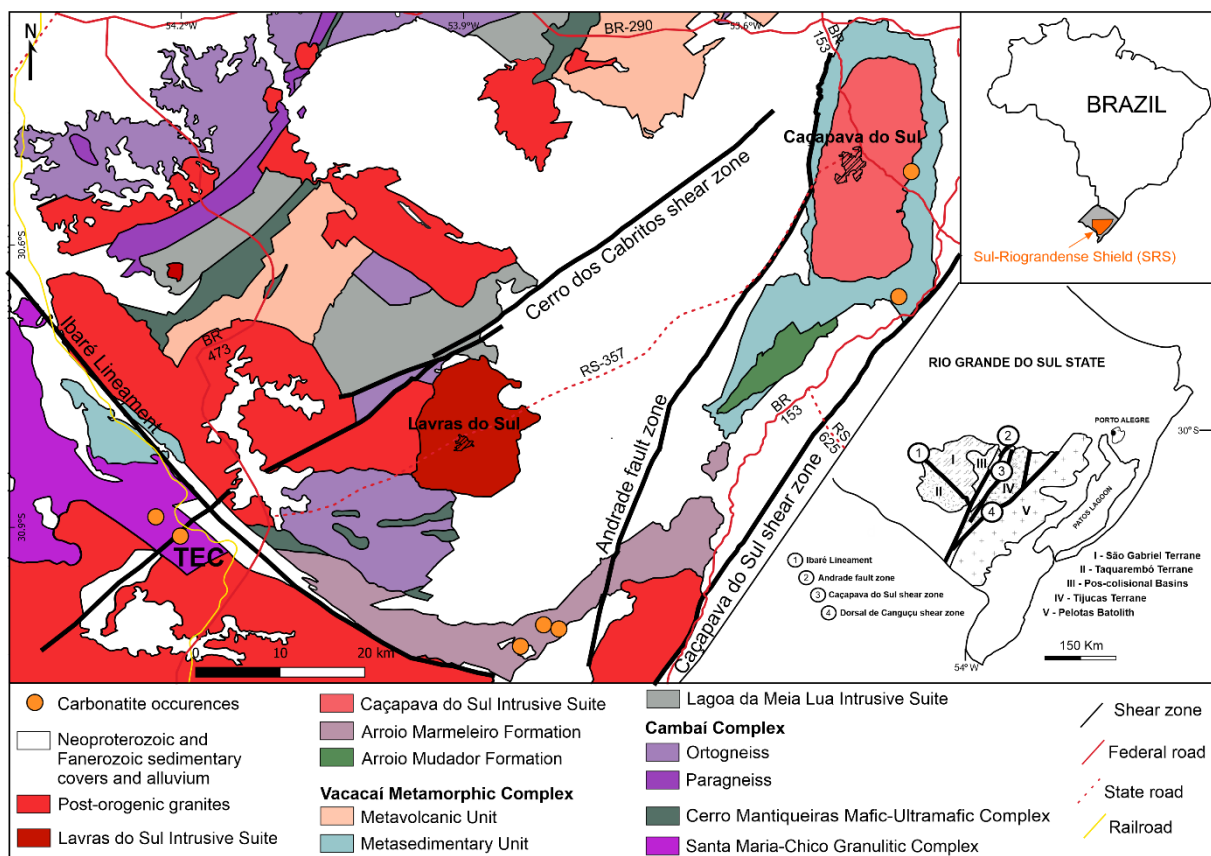 54.2°W
53.9°W
53.6°W
N
BR-290
BR
153
Caçapava do Sul
Cerro dos Cabritos shear zone
30.6°S
Ibaré Lineament
BR
473
RS-357
Lavras do Sul
Andrade fault zone
BR
153
RS
625
Caçapava do Sul shear zone
30.9°S
TEC
0 10 20 km
BRAZIL
Sul-Riograndense Shield (SRS)
RIO GRANDE DO SUL STATE
PORTO ALEGRE
30° S
1
2
3
4
I
II
III
IV
V
PATOS LAGOON
1 Ibaré Lineament
2 Andrade fault zone
3 Caçapava do Sul shear zone
4 Dorsal de Canguçu shear zone
I - São Gabriel Terrane
II - Taquarembó Terrane
III - Pos-colisional Basins
IV - Tijucas Terrane
V - Pelotas Batolith
54° W
150 Km
Carbonatite occurences
Neoproterozoic and
Fanerozoic sedimentary
covers and alluvium
Post-orogenic granites
Lavras do Sul Intrusive Suite
Caçapava do Sul Intrusive Suite
Arroio Marmeleiro Formation
Arroio Mudador Formation
Vacacaí Metamorphic Complex
Metavolcanic Unit
Metasedimentary Unit
Lagoa da Meia Lua Intrusive Suite
Cambaí Complex
Ortogneiss
Paragneiss
Cerro Mantiqueiras Mafic-Ultramafic Complex
Santa Maria-Chico Granulitic Complex
Shear zone
Federal road
State road
Railroad